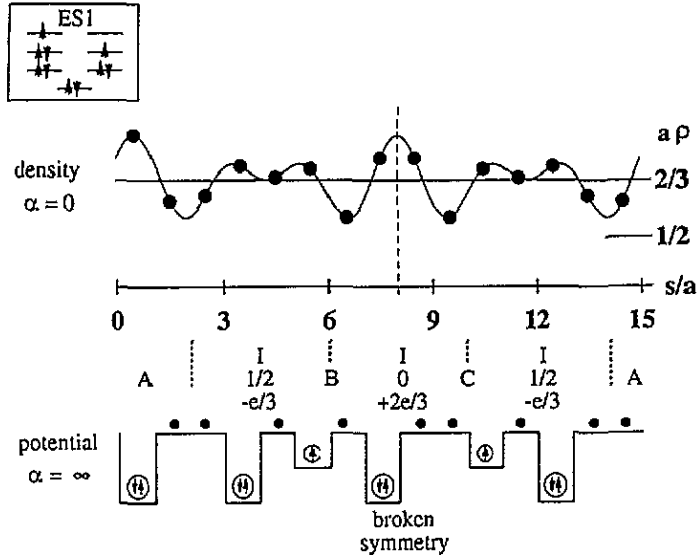 ES1
a ρ
density
2/3
α = 0
1/2
s/a
0 3 6 9 12 15
I I I
A 1/2 B 0 C 1/2 A
-e/3 +2e/3 -e/3
potential
α = ∞
broken
symmetry